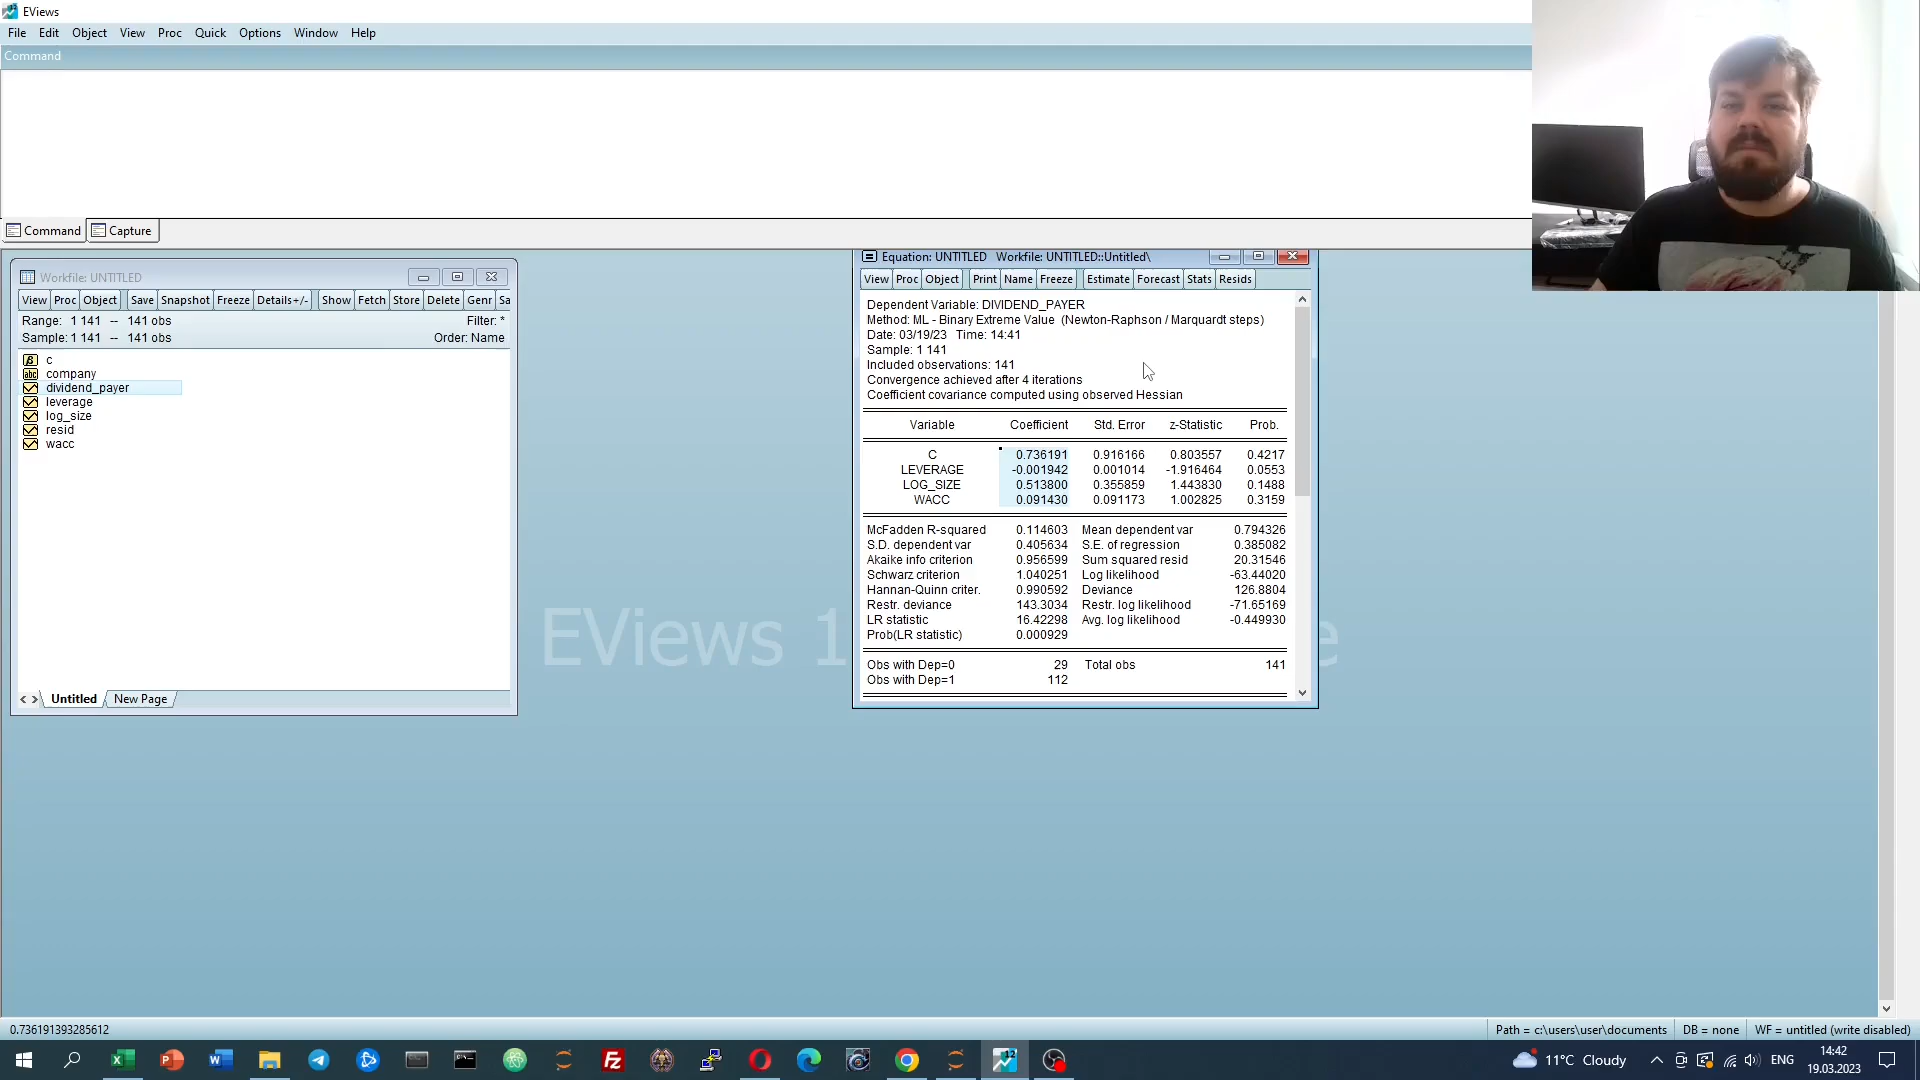 EViews
File Edit Object View Proc Quick Options Window Help
Command
Command Capture
Workfile: UNTITLED
View Proc Object Save Snapshot Freeze Details+/- Show Fetch Store Delete Genr Sa
Range: 1 141 -- 141 obs Filter: *
Sample: 1 141 -- 141 obs Order: Name
c
company
dividend_payer
leverage
log_size
resid
wacc
Untitled New Page
EViews 1
Equation: UNTITLED Workfile: UNTITLED::Untitled\
View Proc Object Print Name Freeze Estimate Forecast Stats Resids
Dependent Variable: DIVIDEND_PAYER
Method: ML - Binary Extreme Value (Newton-Raphson / Marquardt steps)
Date: 03/19/23 Time: 14:41
Sample: 1 141
Included observations: 141
Convergence achieved after 4 iterations
Coefficient covariance computed using observed Hessian
Variable Coefficient Std. Error z-Statistic Prob.
C 0.736191 0.916166 0.803557 0.4217
LEVERAGE -0.001942 0.001014 -1.916464 0.0553
LOG_SIZE 0.513800 0.355859 1.443830 0.1488
WACC 0.091430 0.091173 1.002825 0.3159
McFadden R-squared 0.114603 Mean dependent var 0.794326
S.D. dependent var 0.405634 S.E. of regression 0.385082
Akaike info criterion 0.956599 Sum squared resid 20.31546
Schwarz criterion 1.040251 Log likelihood -63.44020
Hannan-Quinn criter. 0.990592 Deviance 126.8804
Restr. deviance 143.3034 Restr. log likelihood -71.65169
LR statistic 16.42298 Avg. log likelihood -0.449930
Prob(LR statistic) 0.000929
Obs with Dep=0 29 Total obs 141
Obs with Dep=1 112
0.736191393285612
Path = c:\users\user\documents DB = none WF = untitled (write disabled)
11°C Cloudy ENG 14:42
19.03.2023